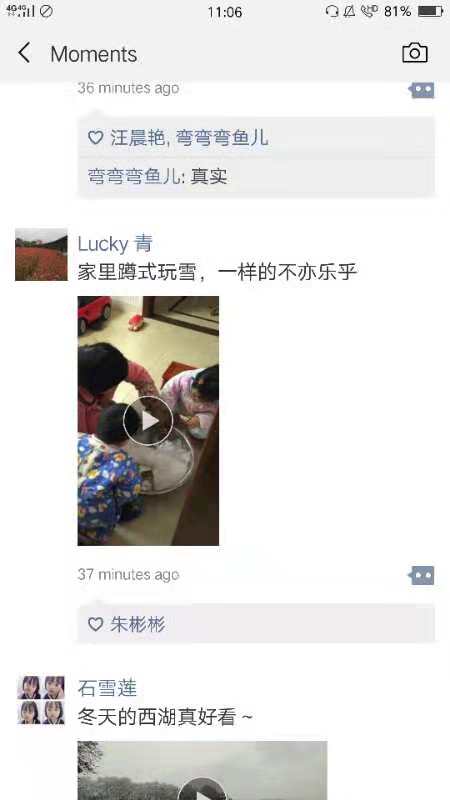 4G 4G 11:06 HD 81%
Moments
36 minutes ago
汪晨艳, 弯弯弯鱼儿
弯弯弯鱼儿: 真实
Lucky 青
家里蹲式玩雪，一样的不亦乐乎
37 minutes ago
朱彬彬
石雪莲
冬天的西湖真好看～